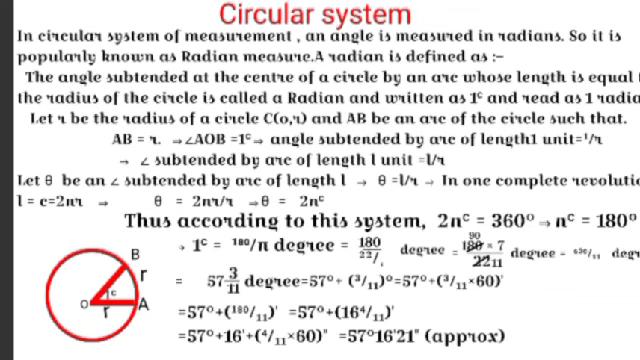 Circular system
In circular system of measurement , an angle is measured in radians. So it is
popularly known as Radian measure.A radian is defined as :-
The angle subtended at the centre of a circle by an arc whose length is equal
the radius of the circle is called a Radian and written as 1ᶜ and read as 1
Let r be the radius of a circle C(o,r) and AB be an arc of the circle such that.
AB = r. →∠AOB =1ᶜ→ angle subtended by arc of length1 unit=¹/r
→ ∠ subtended by arc of length l unit =l/r
Let θ be an ∠ subtended by arc of length l → θ =l/r → In one complete
l = c=2πr ⇒ θ = 2πr/r →θ = 2πᶜ
Thus according to this system, 2πᶜ = 360° → πᶜ = 180°
→ 1ᶜ = ¹⁸⁰/π degree = 180/22/7 degree = 180 90 × 7/22 11 degree = ⁶³⁰/₁₁
= 57 3/11 degree=57°+ (³/₁₁)°=57°+(³/₁₁×60)'
=57°+(¹⁸⁰/₁₁)' =57°+(16⁴/₁₁)'
=57°+16'+(⁴/₁₁×60)" =57°16'21" (approx)
B
r
c
O
A
r